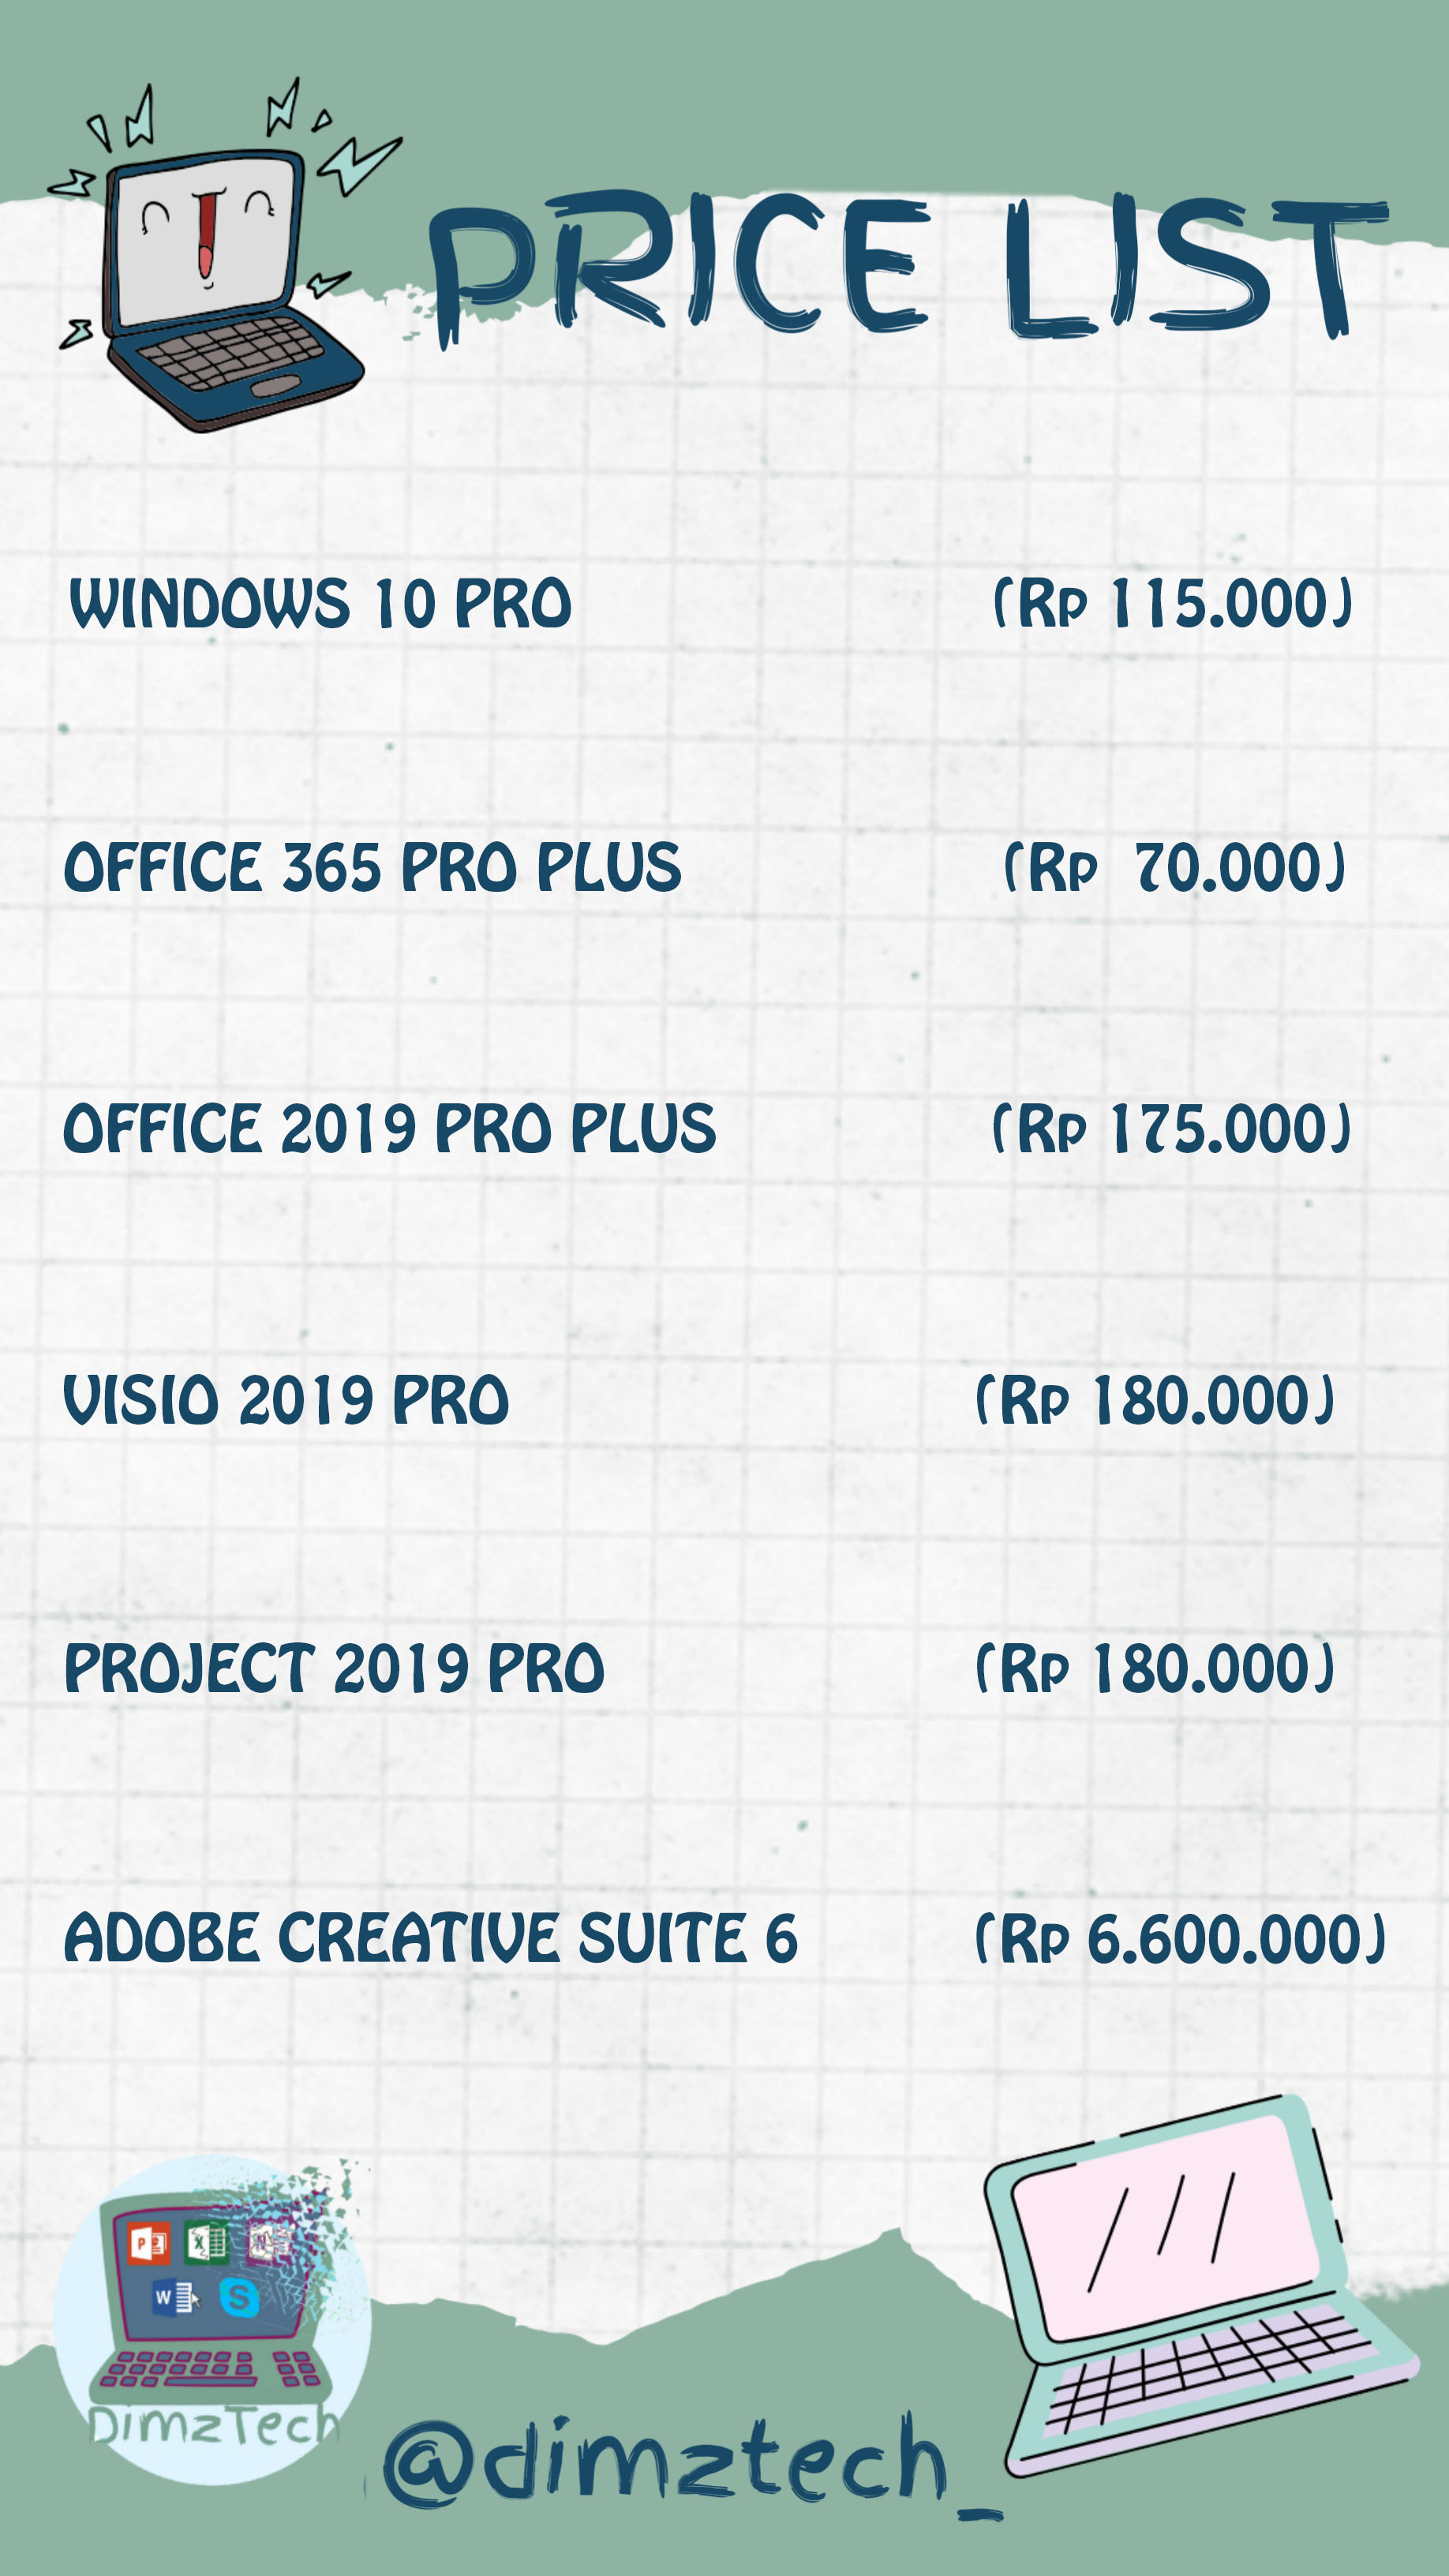 PRICE LIST
WINDOWS 10 PRO (Rp 115.000)
OFFICE 365 PRO PLUS (Rp 70.000)
OFFICE 2019 PRO PLUS (Rp 175.000)
VISIO 2019 PRO (Rp 180.000)
PROJECT 2019 PRO (Rp 180.000)
ADOBE CREATIVE SUITE 6 (Rp 6.600.000)
P X N
W S
DimzTech
@dimztech_